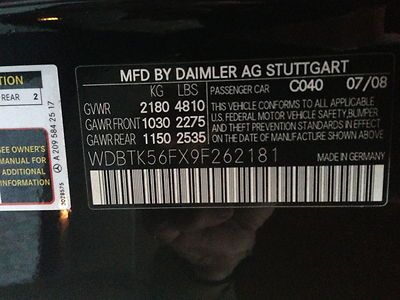 MFD BY DAIMLER AG STUTTGART
KG LBS
PASSENGER CAR C040 07/08
GVWR 2180 4810
GAWR FRONT 1030 2275
GAWR REAR 1150 2535
THIS VEHICLE CONFORMS TO ALL APPLICABLE
U.S. FEDERAL MOTOR VEHICLE SAFETY,BUMPER
AND THEFT PREVENTION STANDARDS IN EFFECT
ON THE DATE OF MANUFACTURE SHOWN ABOVE.
WDBTK56FX9F262181
MADE IN GERMANY
TION
REAR 2
SEE OWNER'S
MANUAL FOR
ADDITIONAL
INFORMATION
A 209 584 25 17